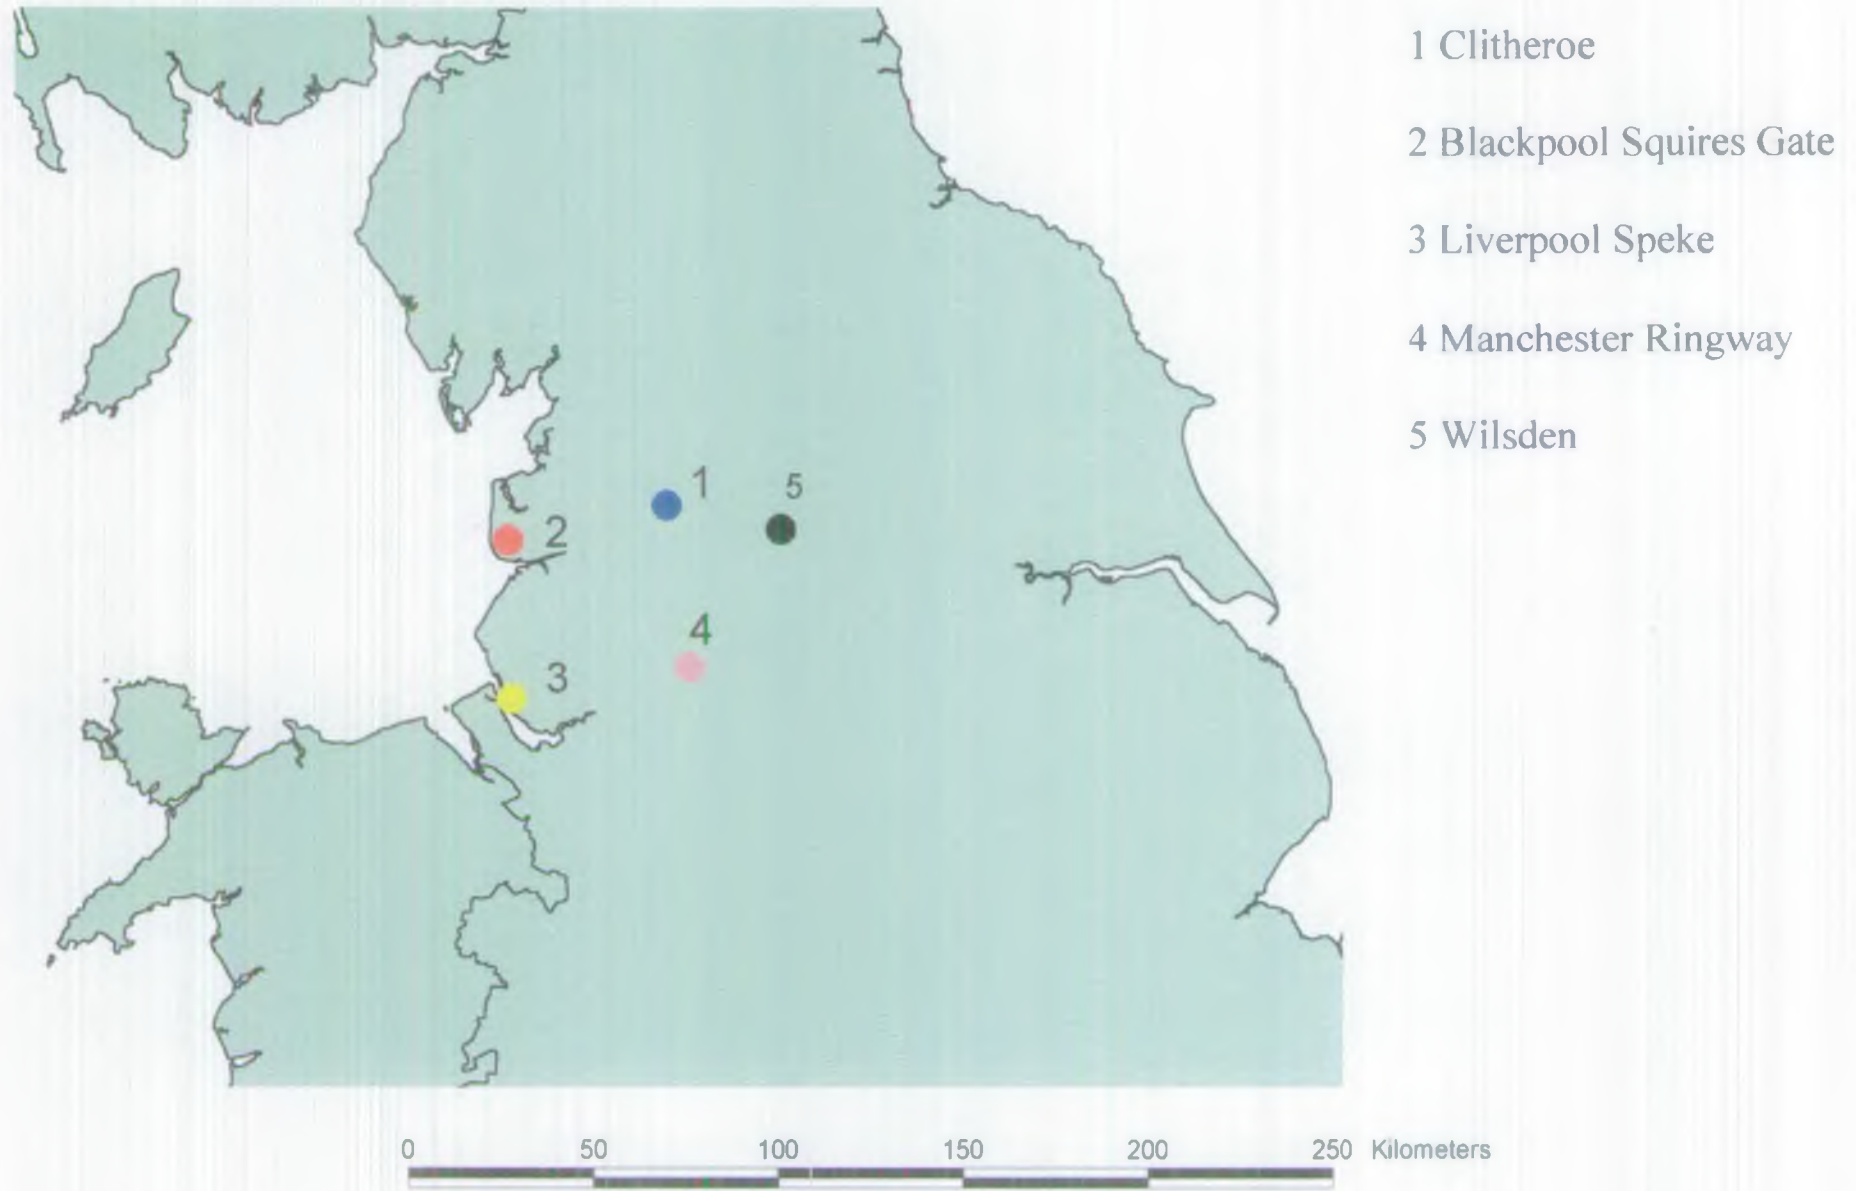 1 Clitheroe
2 Blackpool Squires Gate
3 Liverpool Speke
4 Manchester Ringway
5 Wilsden
1
5
2
4
3
0 50 100 150 200 250 Kilometers